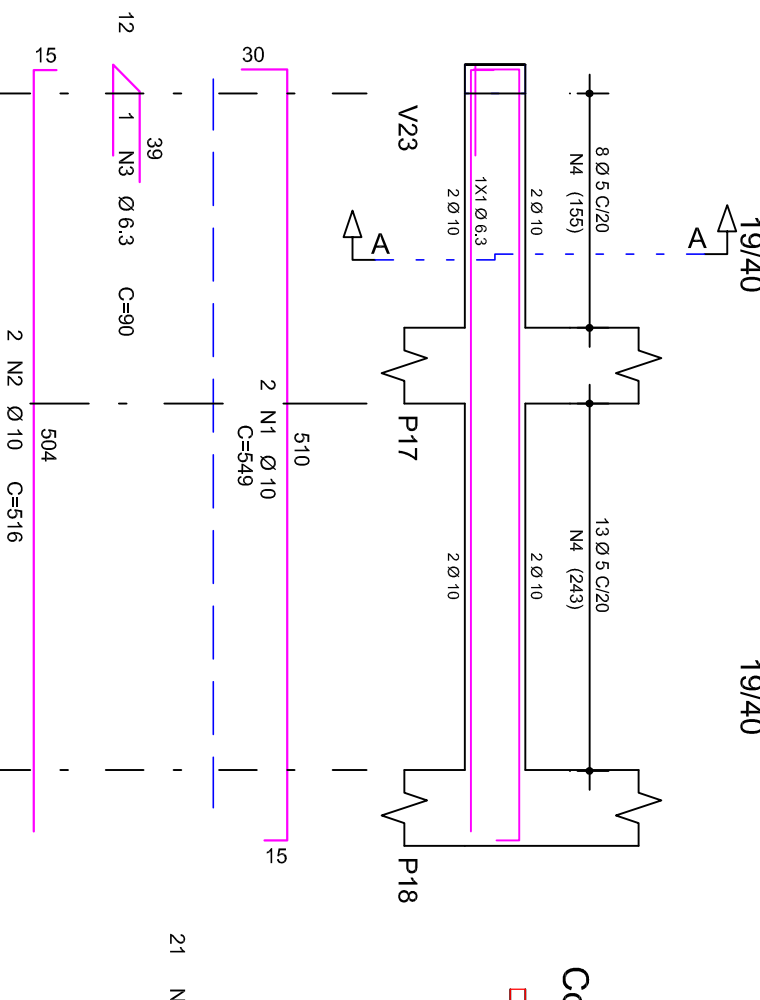 19/40
19/40
8 Ø 5 C/20
N4 (155)
13 Ø 5 C/20
N4 (243)
A
A
2 Ø 10
2 Ø 10
1X1 Ø 6.3
2 Ø 10
2 Ø 10
V23
P17
P18
30
510
2 N1 Ø 10
C=549
15
39
1 N3 Ø 6.3 C=90
12
15
504
2 N2 Ø 10 C=516
21 N
Co